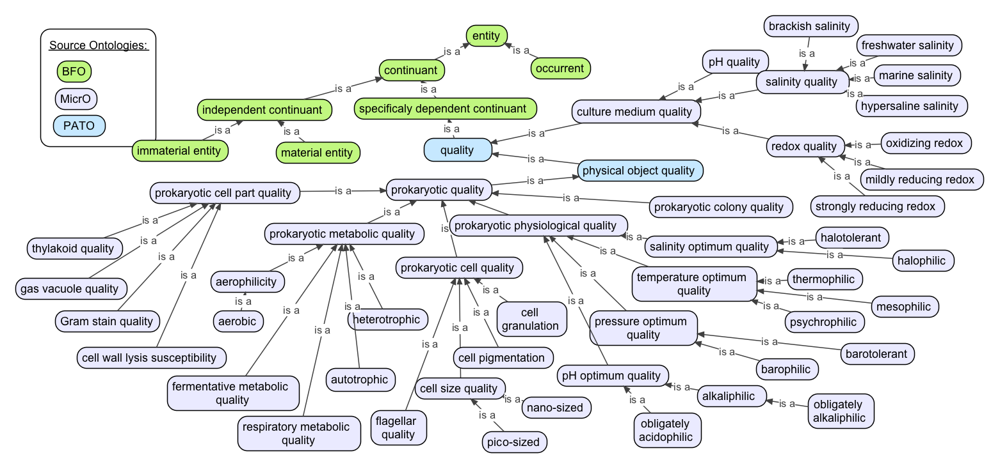 Source Ontologies:
BFO
MicrO
PATO
entity
is a
is a
continuant
occurrent
is a
is a
independent continuant
specificaly dependent continuant
is a
is a
is a
immaterial entity
material entity
quality
is a
is a
physical object quality
culture medium quality
is a
is a
is a
pH quality
salinity quality
brackish salinity
is a
freshwater salinity
is a
marine salinity
is a
hypersaline salinity
is a
redox quality
is a
oxidizing redox
is a
mildly reducing redox
is a
strongly reducing redox
is a
prokaryotic quality
is a
prokaryotic cell part quality
is a
prokaryotic colony quality
thylakoid quality
is a
gas vacuole quality
is a
Gram stain quality
is a
cell wall lysis susceptibility
is a
prokaryotic metabolic quality
is a
aerophilicity
is a
aerobic
is a
fermentative metabolic
quality
is a
respiratory metabolic
quality
is a
autotrophic
is a
heterotrophic
is a
prokaryotic cell quality
is
flagellar
quality
is a
cell size quality
is a
cell pigmentation
is a
cell
granulation
is a
nano-sized
is a
pico-sized
is a
prokaryotic physiological quality
salinity optimum quality
is a
halotolerant
is a
halophilic
is a
temperature optimum
quality
is a
thermophilic
is a
mesophilic
is a
psychrophilic
is a
pressure optimum
quality
is a
barotolerant
is a
barophilic
is a
pH optimum quality
is a
alkaliphilic
is a
obligately
alkaliphilic
is a
obligately
acidophilic
is a